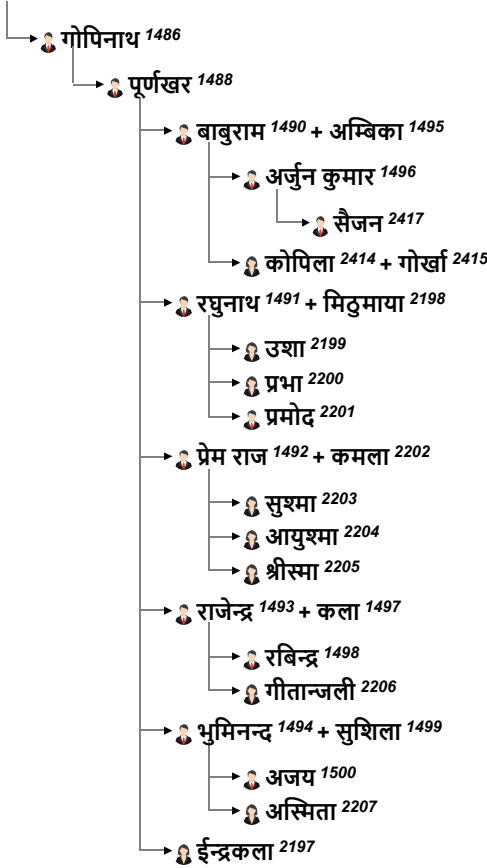 गोपिनाथ 1486
पूर्णखर 1488
बाबुराम 1490 + अम्बिका 1495
अर्जुन कुमार 1496
सैजन 2417
कोपिला 2414 + गोर्खा 2415
रघुनाथ 1491 + मिठुमाया 2198
उशा 2199
प्रभा 2200
प्रमोद 2201
प्रेम राज 1492 + कमला 2202
सुश्मा 2203
आयुश्मा 2204
श्रीस्मा 2205
राजेन्द्र 1493 + कला 1497
रबिन्द्र 1498
गीतान्जली 2206
भुमिनन्द 1494 + सुशिला 1499
अजय 1500
अस्मिता 2207
ईन्द्रकला 2197